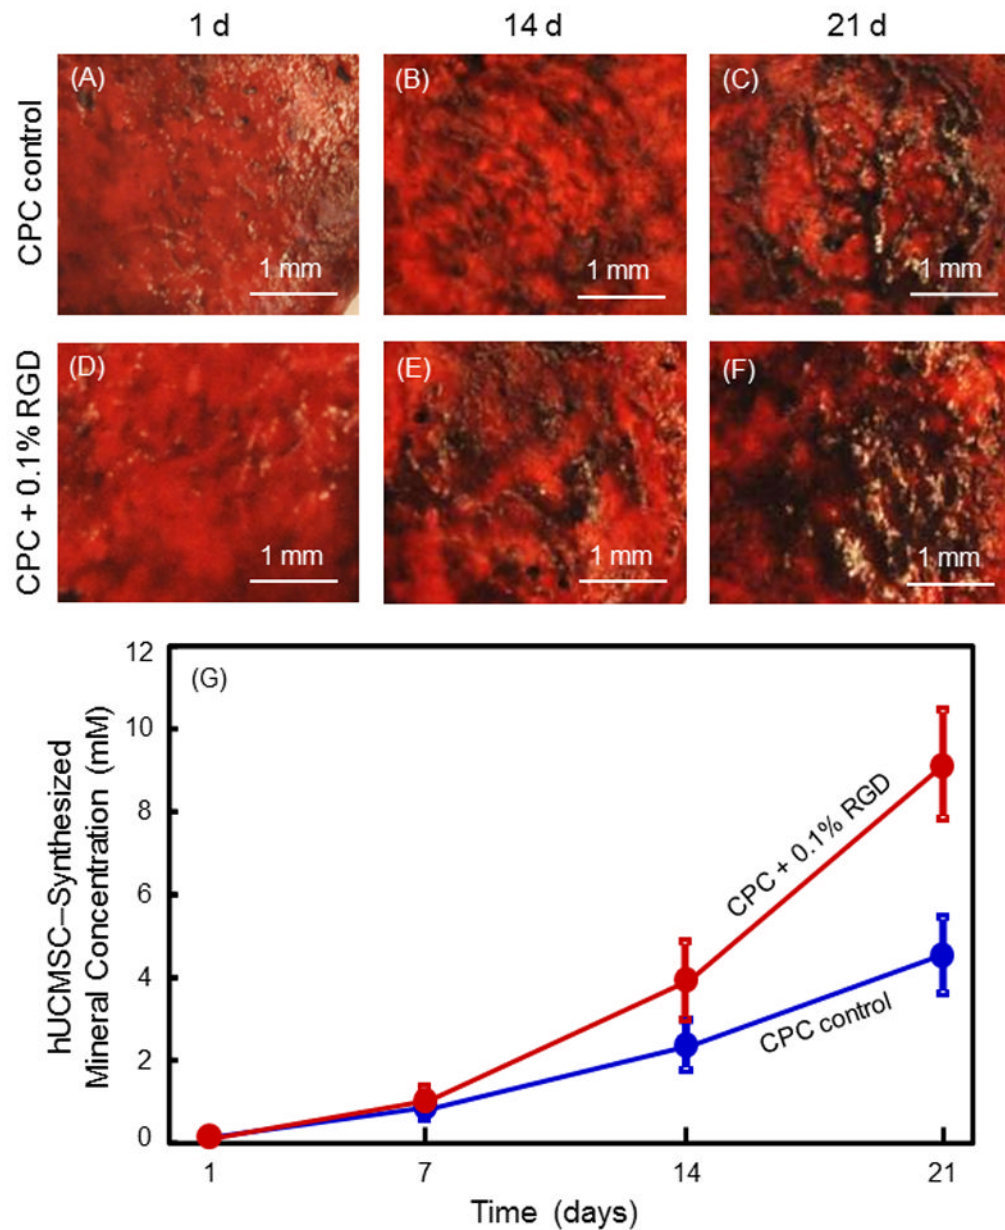 1 d 14 d 21 d
CPC control
(A) (B) (C)
1 mm 1 mm 1 mm
CPC + 0.1% RGD
(D) (E) (F)
1 mm 1 mm 1 mm
(G)
hUCMSC–Synthesized
Mineral Concentration (mM)
12
10
8
6
4
2
0
CPC + 0.1% RGD
CPC control
1 7 14 21
Time (days)